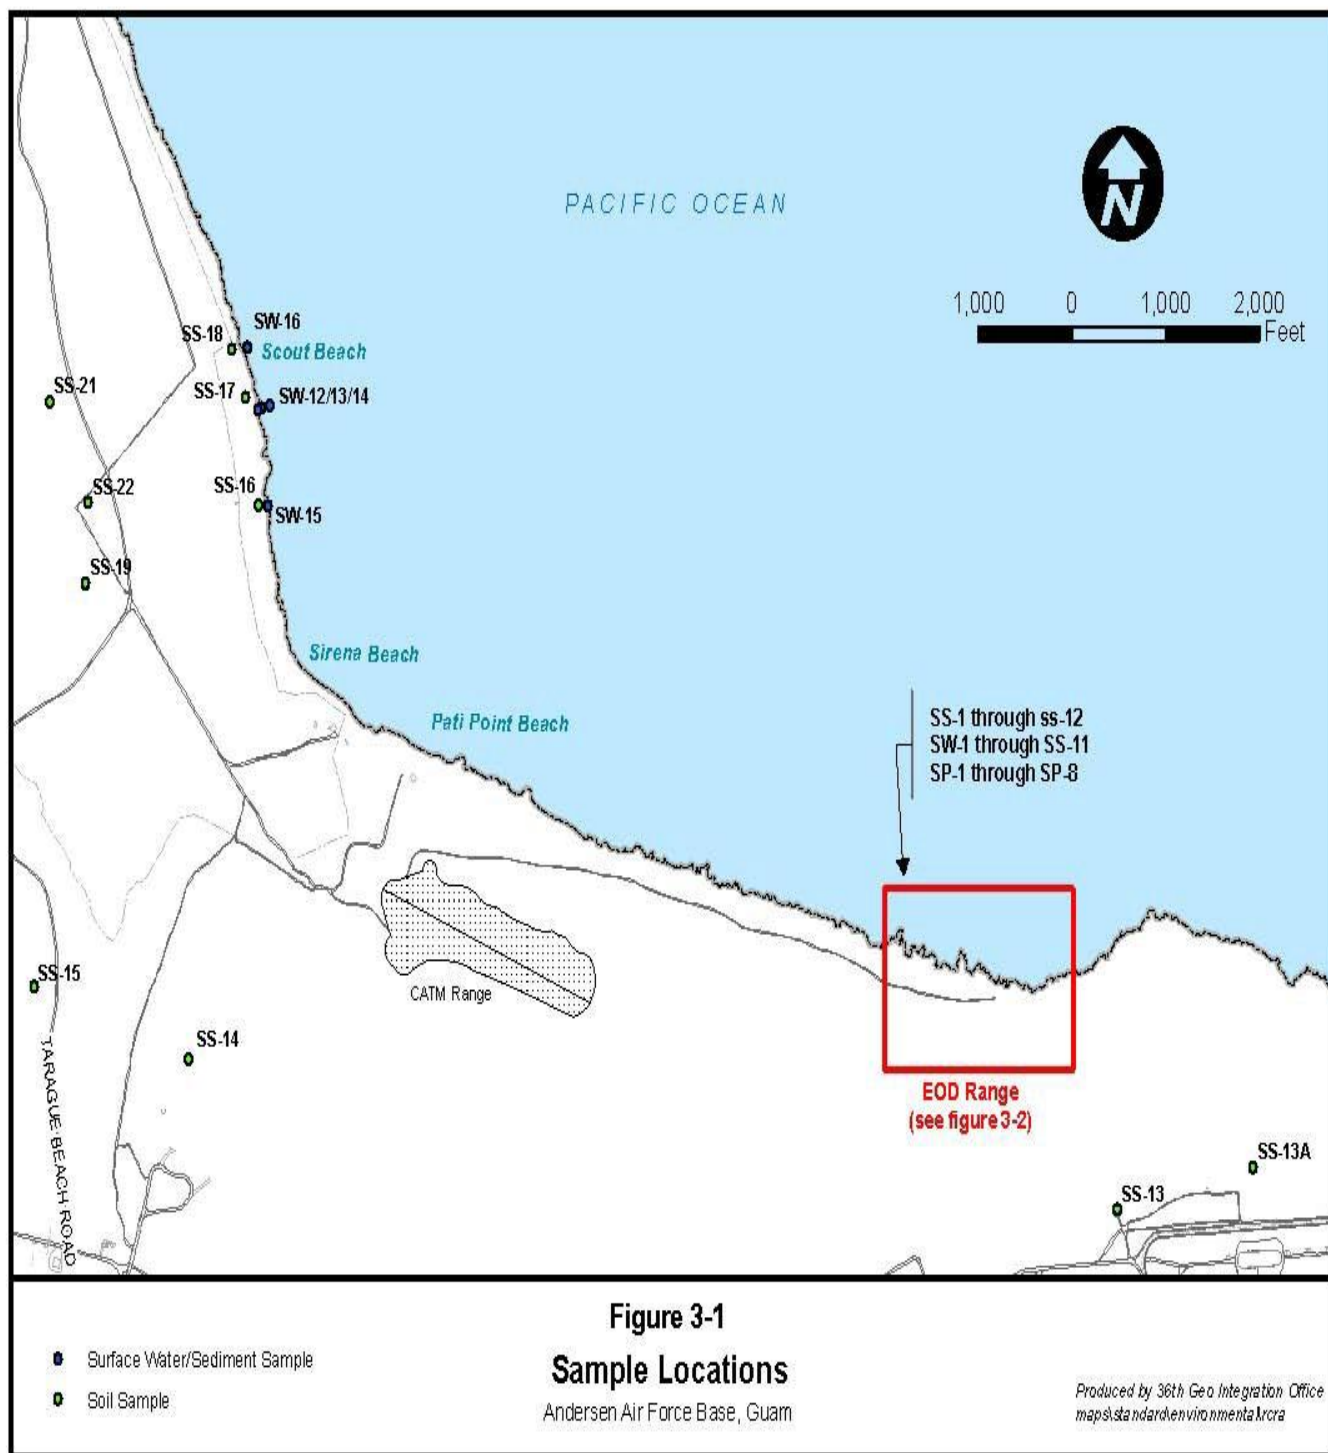 PACIFIC OCEAN
N
1,000 0 1,000 2,000
Feet
SW-16
SS-18
Scout Beach
SS-21
SS-17
SW-12/13/14
SS-22
SS-16
SW-15
SS-19
Sirena Beach
Pati Point Beach
SS-1 through ss-12
SW-1 through SS-11
SP-1 through SP-8
SS-15
CATM Range
SS-14
TARAGUE BEACH ROAD
EOD Range
(see figure 3-2)
SS-13A
SS-13
Figure 3-1
Sample Locations
Andersen Air Force Base, Guam
Surface Water/Sediment Sample
Soil Sample
Produced by 36th Geo Integration Office
maps\standard\environmental\rcra